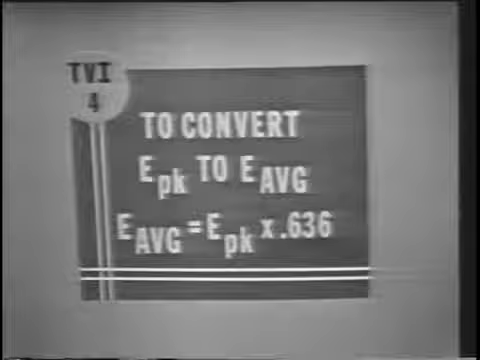 TVI
4
TO CONVERT
Epk TO EAVG
EAVG = Epk x .636